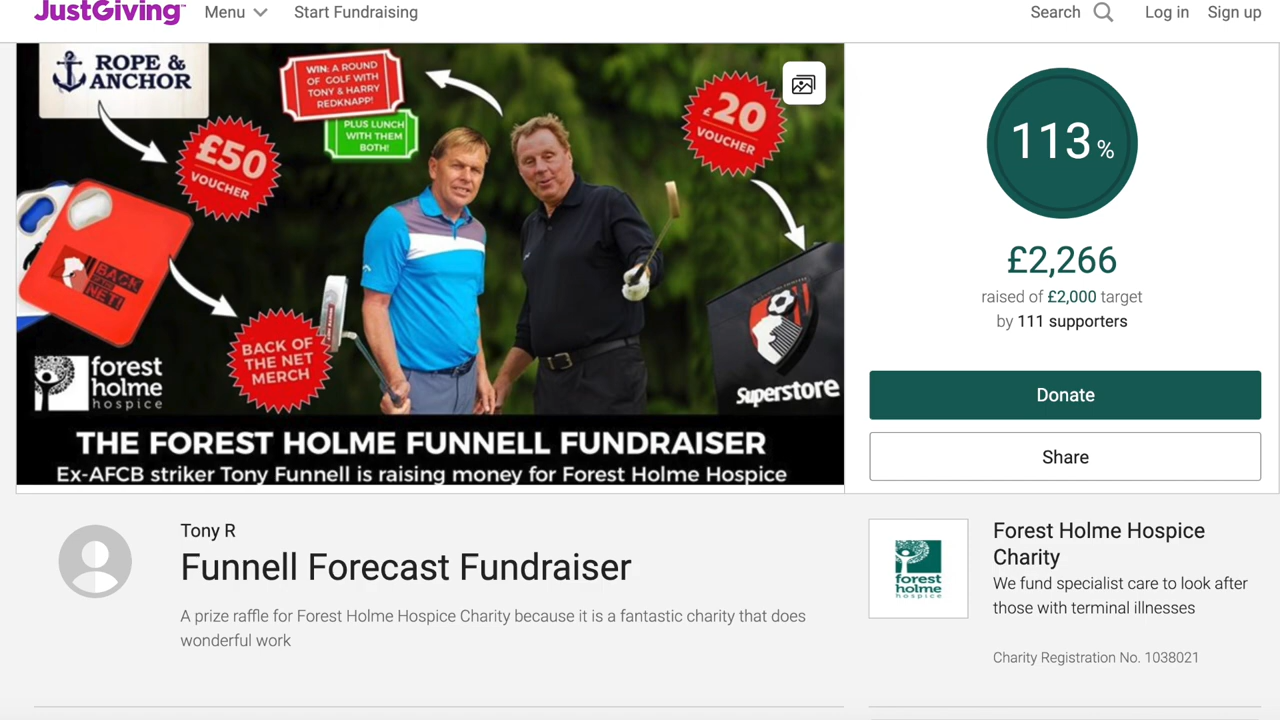 JustGiving™
Menu
Start Fundraising
Search
Log in
Sign up
ROPE &
ANCHOR
WIN: A ROUND
OF GOLF WITH
TONY & HARRY
REDKNAPP!
PLUS LUNCH
WITH THEM
BOTH!
£50
VOUCHER
£20
VOUCHER
BACK
OF THE
NET!
BACK OF
THE NET
MERCH
forest
holme
hospice
Superstore
THE FOREST HOLME FUNNELL FUNDRAISER
Ex-AFCB striker Tony Funnell is raising money for Forest Holme Hospice
113%
£2,266
raised of £2,000 target
by 111 supporters
Donate
Share
Tony R
Funnell Forecast Fundraiser
A prize raffle for Forest Holme Hospice Charity because it is a fantastic charity that does
wonderful work
forest
holme
hospice
Forest Holme Hospice
Charity
We fund specialist care to look after
those with terminal illnesses
Charity Registration No. 1038021